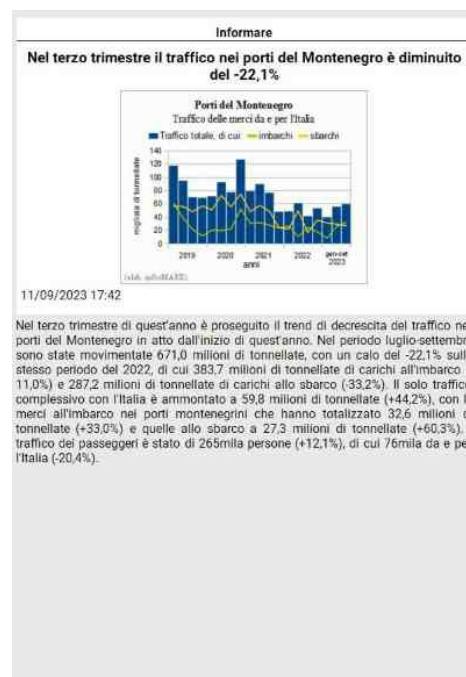 Informare
Nel terzo trimestre il traffico nei porti del Montenegro è diminuito
del -22,1%
Porti del Montenegro
Traffico delle merci da e per l'Italia
Traffico totale, di cui: imbarchi sbarchi
migliaia di tonnellate
140
120
100
80
60
40
20
0
2019 2020 2021 2022 gen-set
2023
anni
11/09/2023 17:42
Nel terzo trimestre di quest'anno è proseguito il trend di decrescita del traffico ne
porti del Montenegro in atto dall'inizio di quest'anno. Nel periodo luglio-settembr
sono state movimentate 671,0 milioni di tonnellate, con un calo del -22,1% sull
stesso periodo del 2022, di cui 383,7 milioni di tonnellate di carichi all'imbarco
11,0%) e 287,2 milioni di tonnellate di carichi allo sbarco (-33,2%). Il solo traffic
complessivo con l'Italia è ammontato a 59,8 milioni di tonnellate (+44,2%), con l
merci all'imbarco nei porti montenegrini che hanno totalizzato 32,6 milioni d
tonnellate (+33,0%) e quelle allo sbarco a 27,3 milioni di tonnellate (+60,3%).
traffico dei passeggeri è stato di 265mila persone (+12,1%), di cui 76mila da e pe
l'Italia (-20,4%).